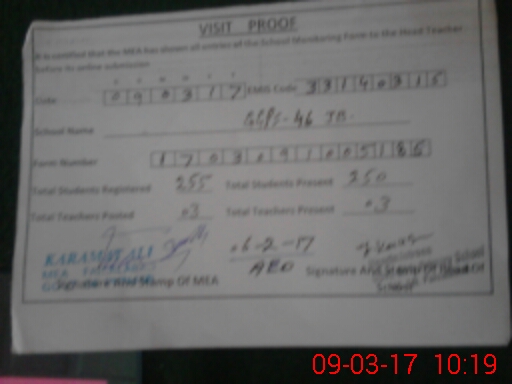 VISIT PROOF
It is certified that the MEA has shown all entries of the School Monitoring Form to the Head Teacher
before its online submission
D D M M Y Y
Date 0 9 0 3 1 7 EMIS Code 3 3 1 4 0 3 1 5
School Name GGPS-46 JB.
Form Number 1 7 0 3 0 9 1 0 0 5 1 8 6
Total Students Registered 255 Total Students Present 250
Total Teachers Posted 03 Total Teachers Present 03
KARAMAT ALI
MEA
06-2-17
AEO
Signature And Stamp Of MEA
Signature And Stamp Of Head Of
School
09-03-17 10:19